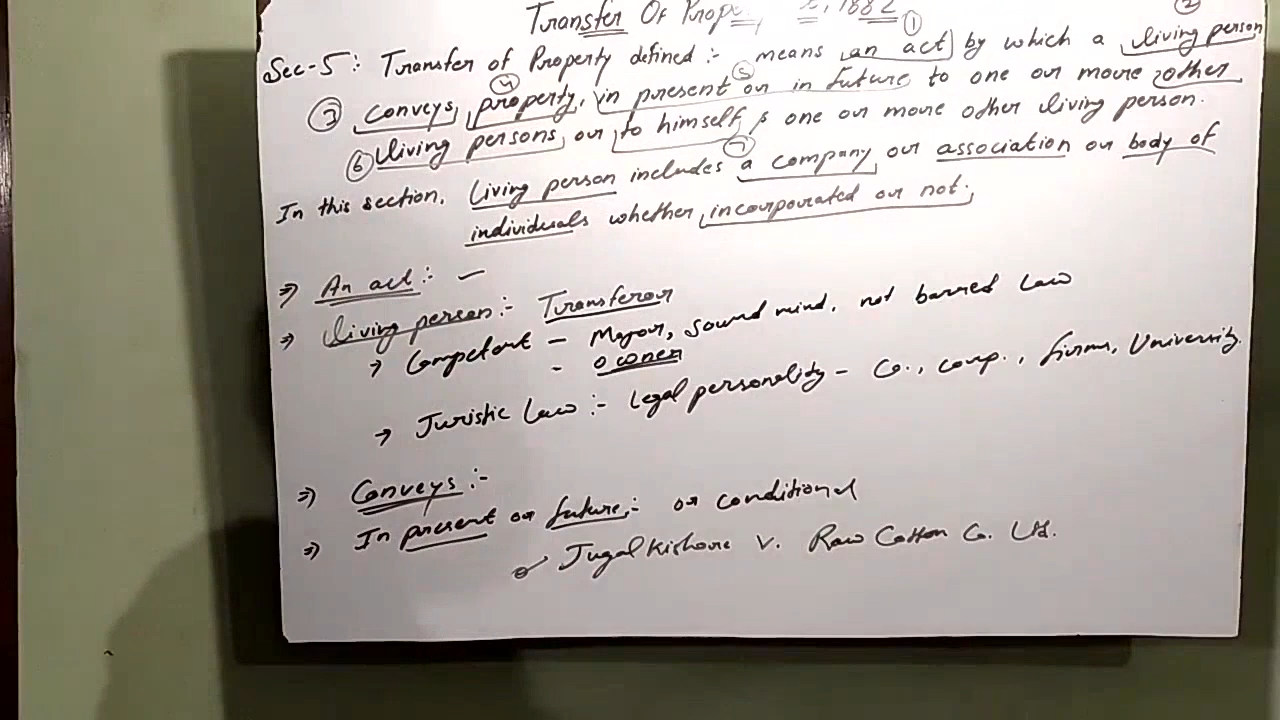 Transfer Of Prope 1882
① ②
Sec-5: Transfer of Property defined :- means an act by which a living person
③ conveys, ④ property, ⑤ in present or in future to one or more other
⑥ living persons, or to himself & one or more other living person.
In this section, living person includes ⑦ a company or association or body of
individuals whether incorporated or not.
⇒ An act :- –
⇒ living person:- Transferor
→ Competent – Major, sound mind, not barred Law
- owner
→ Juristic Law :- legal personality – Co., comp., firms, University.
⇒ Conveys :-
⇒ In present or future:- or conditional
Jugal Kishore v. Raw Cotton Co. Ltd.